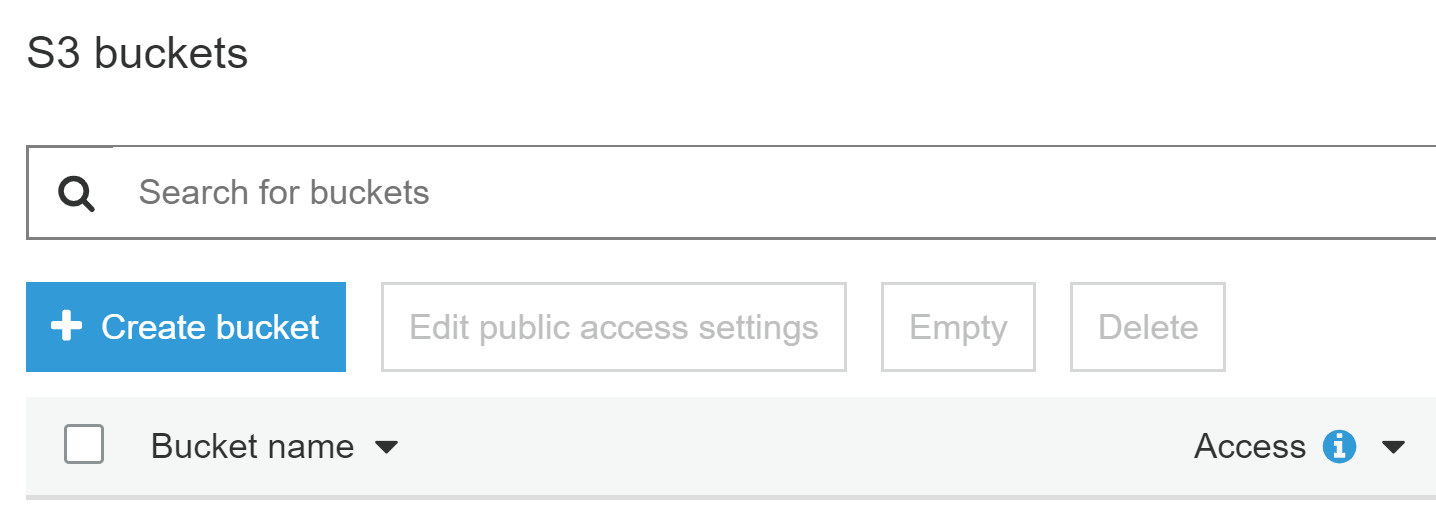 S3 buckets
Search for buckets
Create bucket Edit public access settings Empty Delete
Bucket name Access